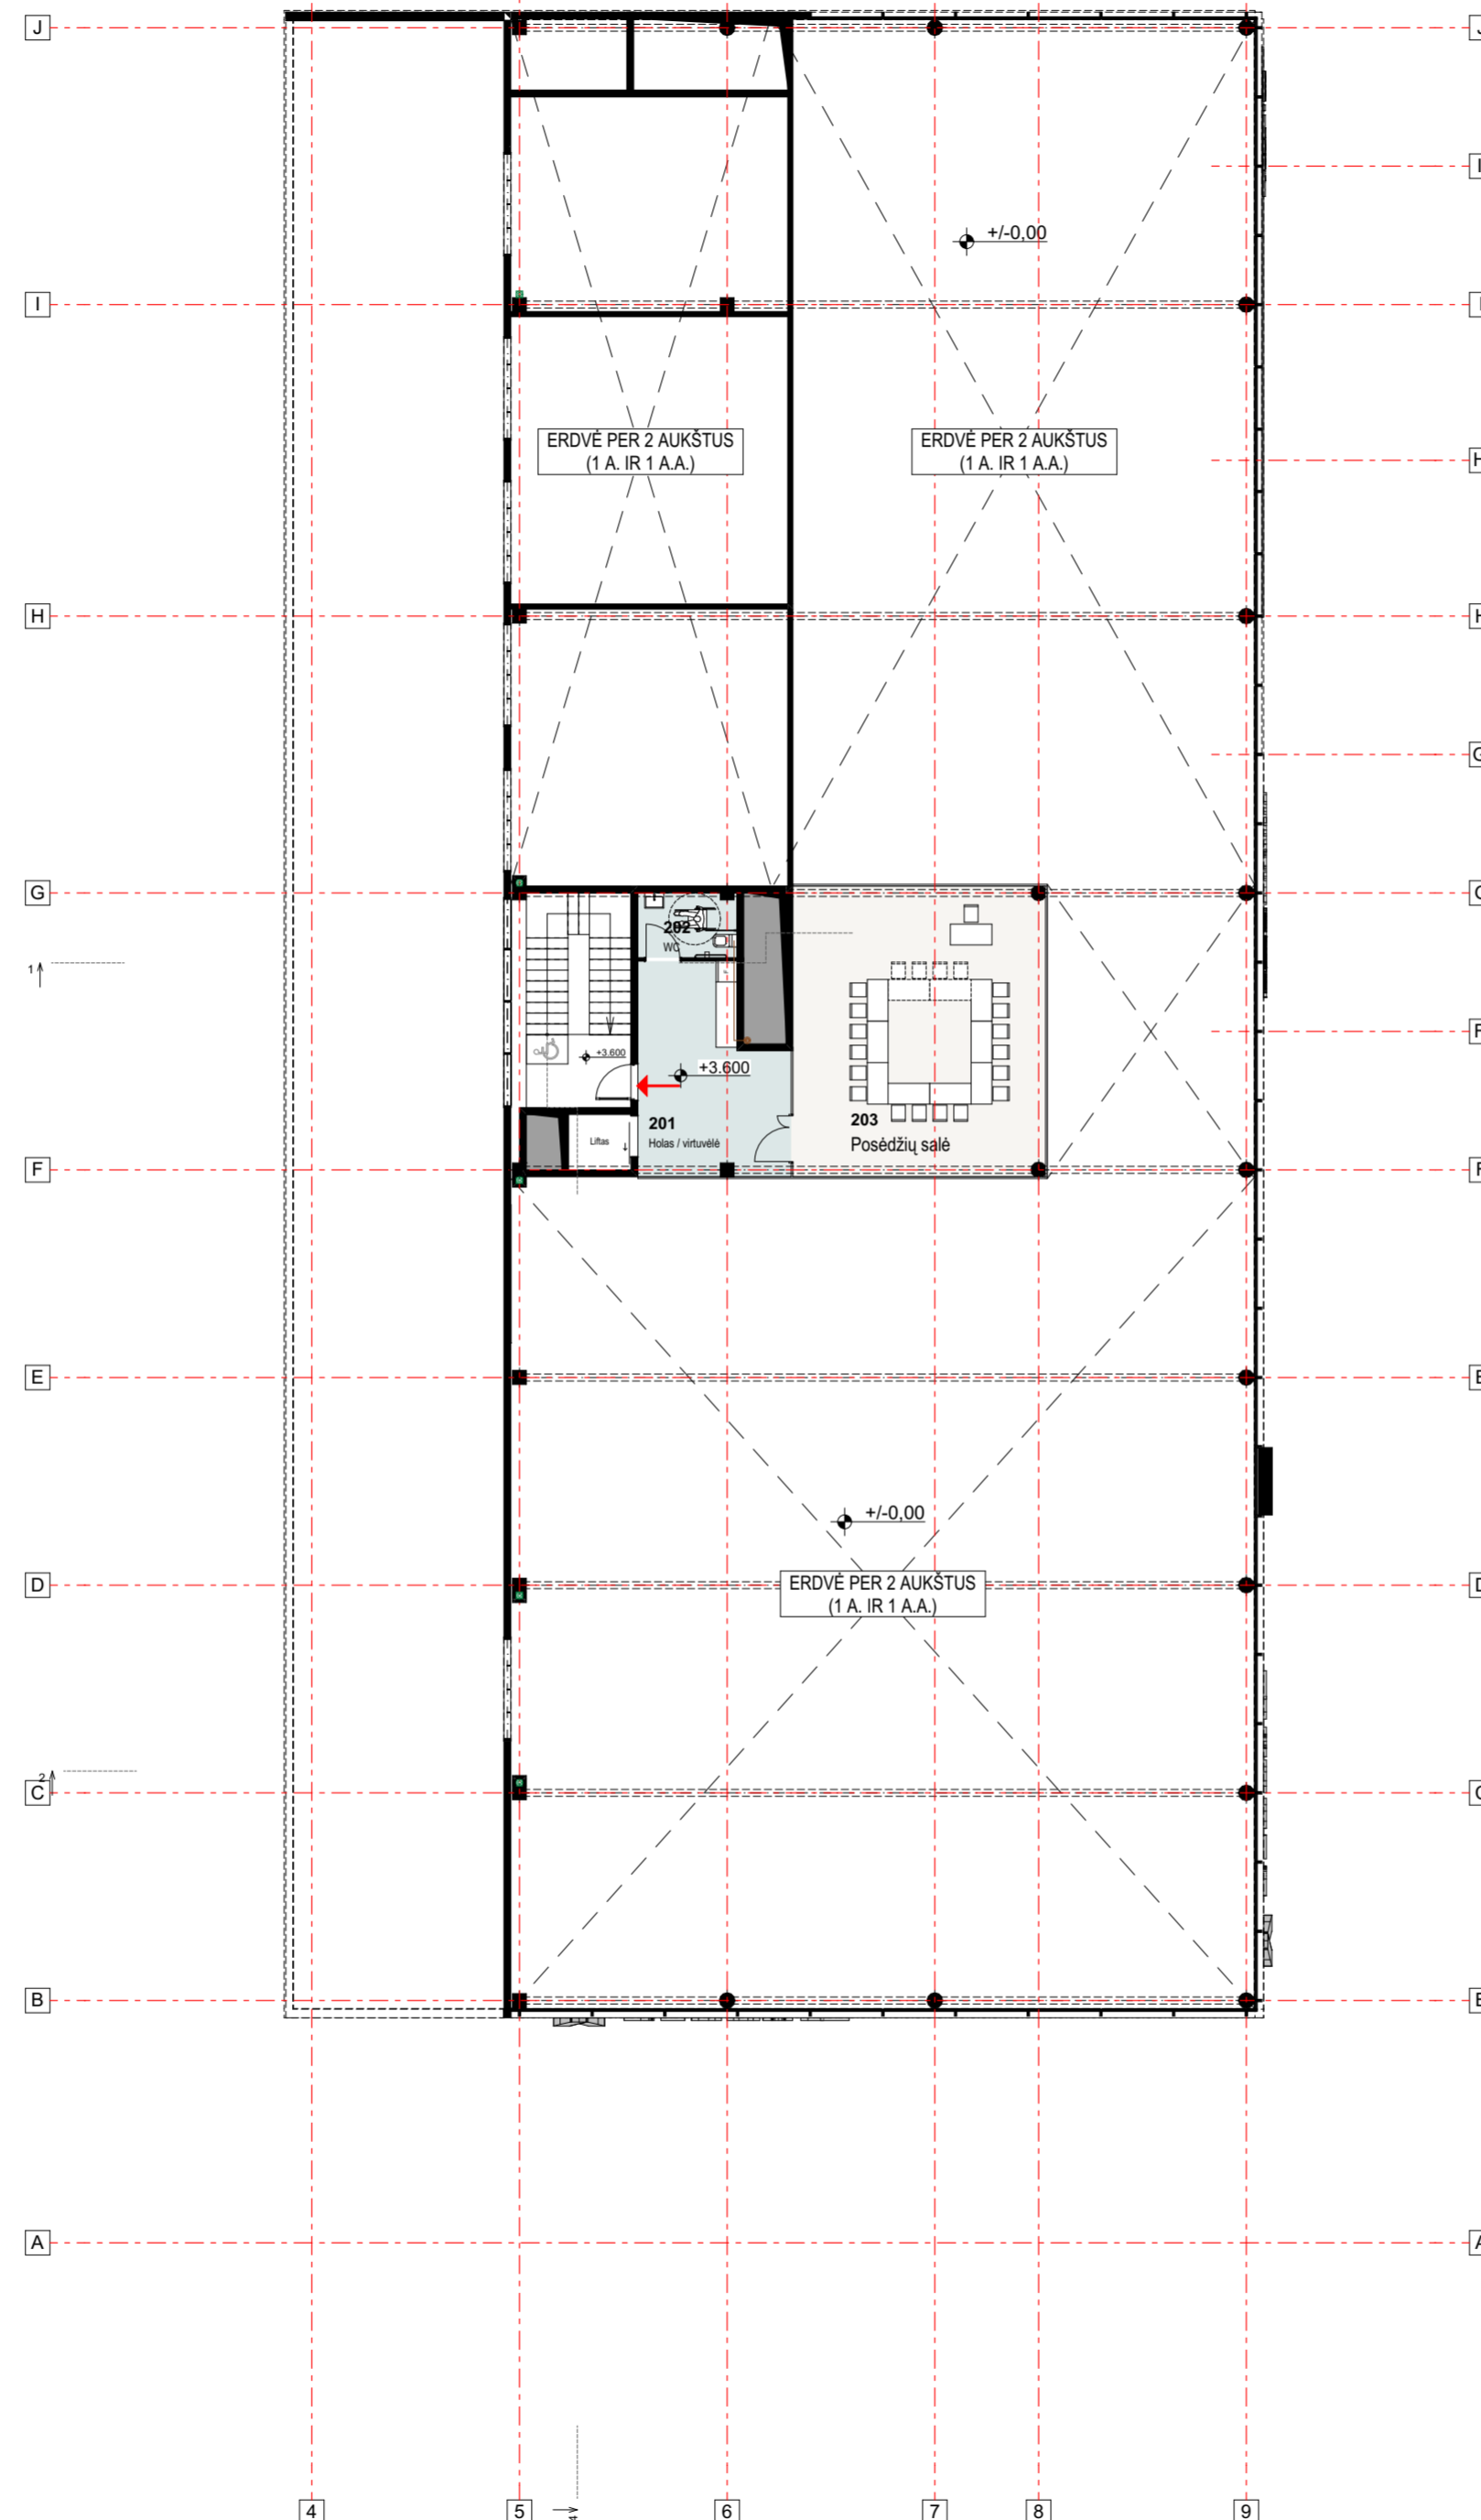 J
J
I
+/-0,00
I
I
ERDVĖ PER 2 AUKŠTUS
(1 A. IR 1 A.A.)
ERDVĖ PER 2 AUKŠTUS
(1 A. IR 1 A.A.)
H
H
H
G
G
202
WC
1
+3.600
+3.600
201
Holas / virtuvėlė
203
Posėdžių salė
Liftas
F
F
E
E
+/-0,00
ERDVĖ PER 2 AUKŠTUS
(1 A. IR 1 A.A.)
D
D
2
C
B
B
A
A
4
5
6
7
8
9